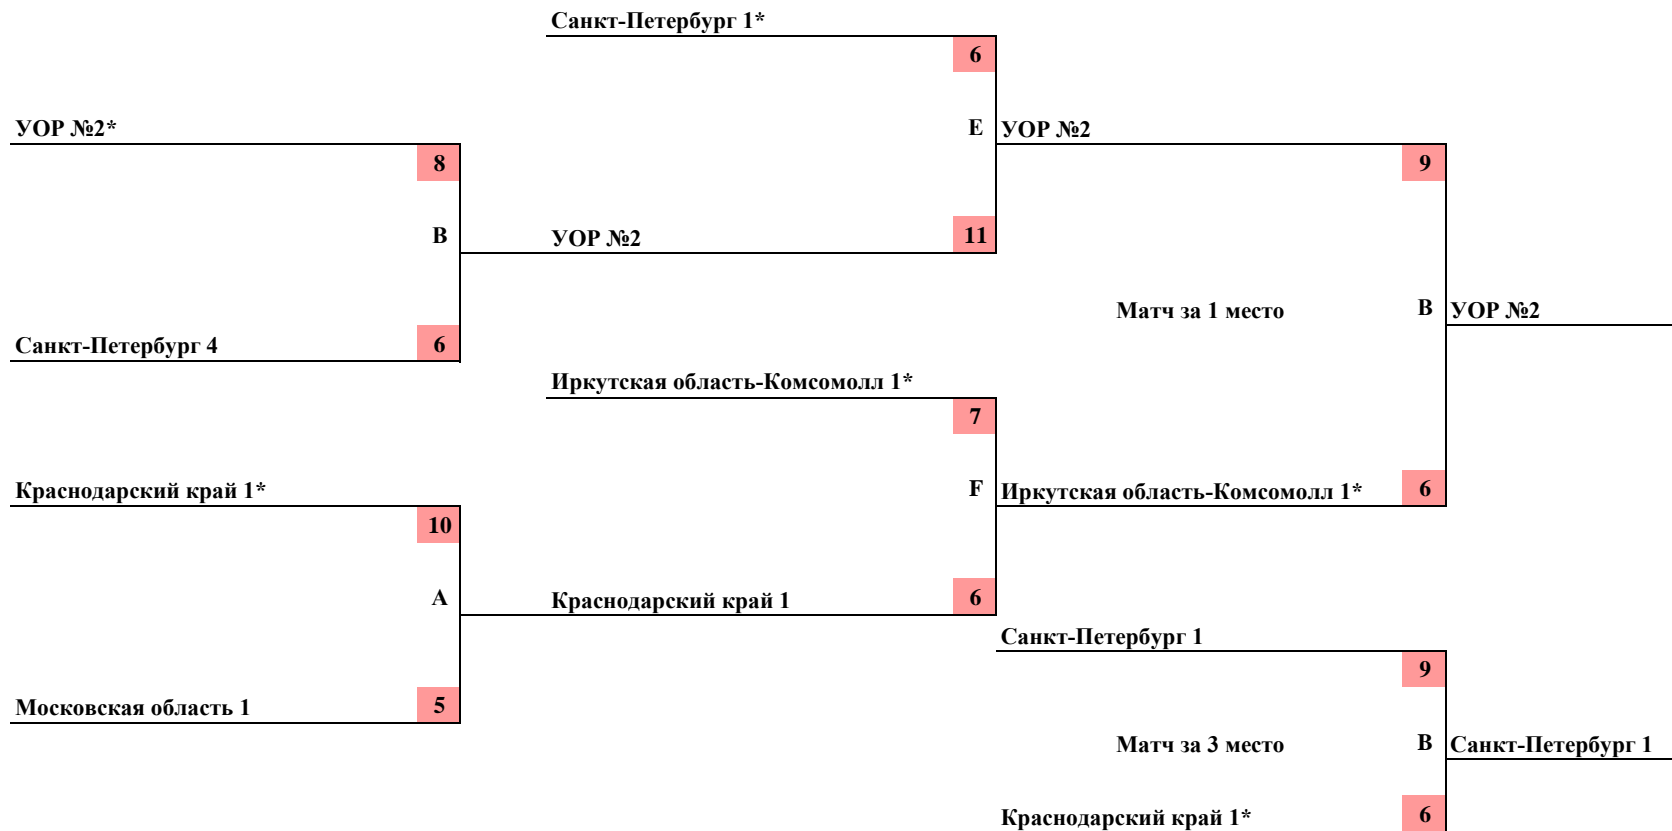 Санкт-Петербург 1*
6
УОР №2*
E
УОР №2
8
9
B
УОР №2
11
Матч за 1 место
B
УОР №2
Санкт-Петербург 4
6
Иркутская область-Комсомолл 1*
7
Краснодарский край 1*
F
Иркутская область-Комсомолл 1*
6
10
A
Краснодарский край 1
6
Санкт-Петербург 1
9
Московская область 1
5
Матч за 3 место
B
Санкт-Петербург 1
Краснодарский край 1*
6